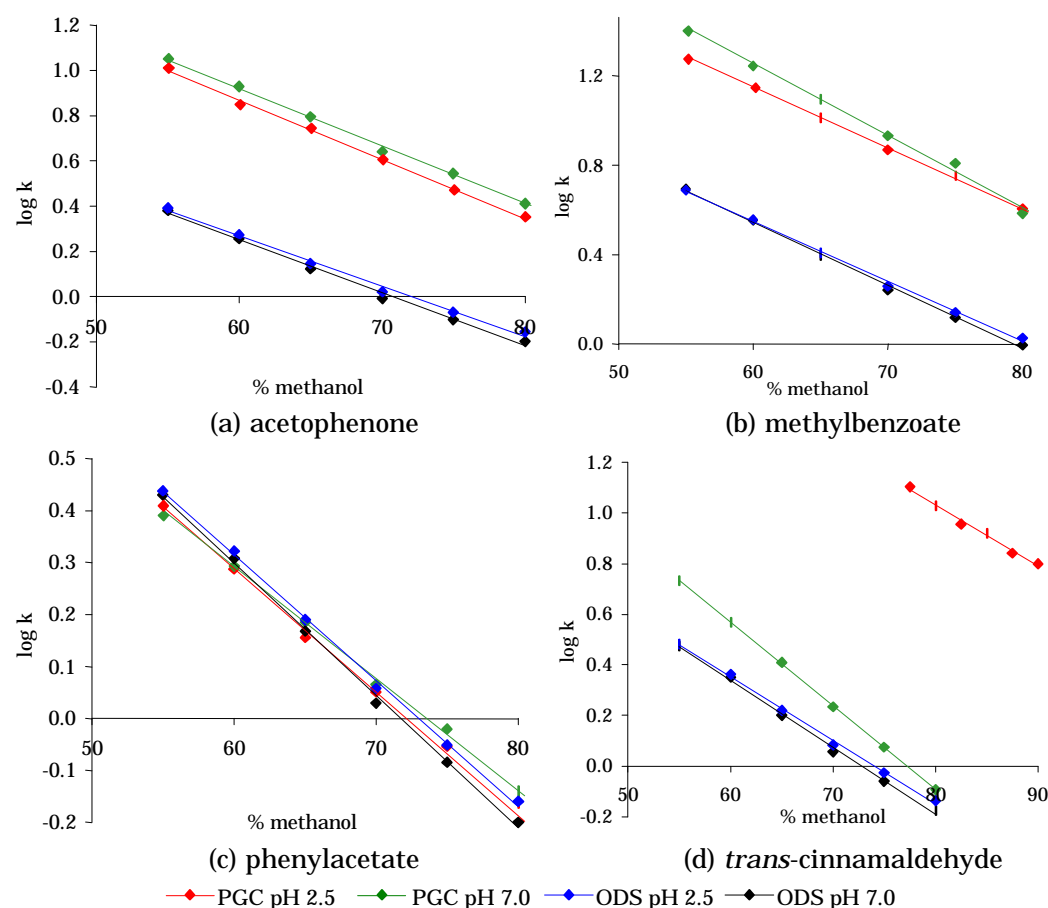 1.2
1.0
0.8
0.6
0.4
0.2
0.0
-0.2
-0.4
log k
50 60 70 80
% methanol
(a) acetophenone
1.2
0.8
0.4
0.0
log k
50 60 70 80
% methanol
(b) methylbenzoate
0.5
0.4
0.3
0.2
0.1
0.0
-0.1
-0.2
log k
50 60 70 80
% methanol
(c) phenylacetate
1.2
1.0
0.8
0.6
0.4
0.2
0.0
-0.2
log k
50 60 70 80 90
% methanol
(d) trans-cinnamaldehyde
PGC pH 2.5 PGC pH 7.0 ODS pH 2.5 ODS pH 7.0